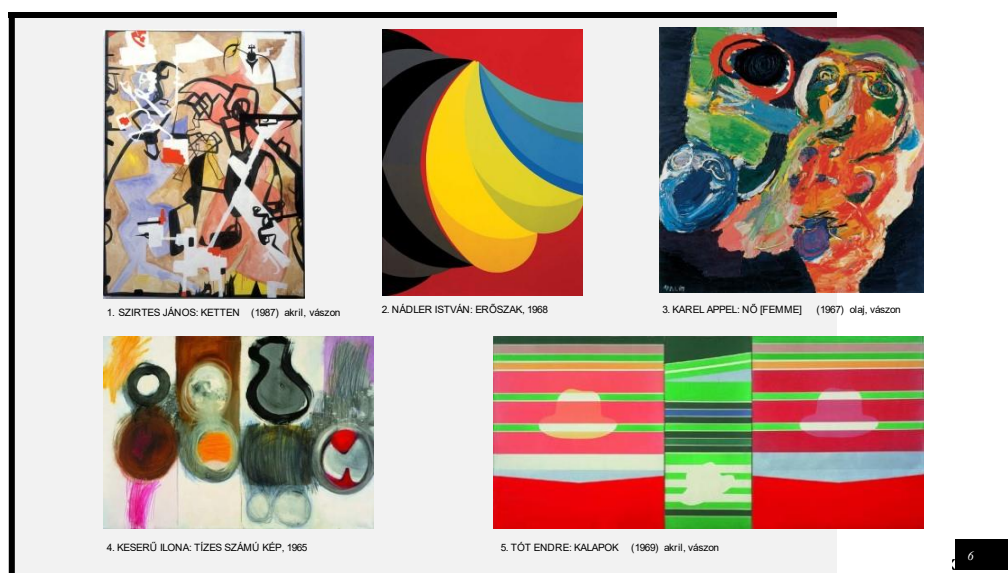 1. SZIRTES JÁNOS: KETTEN (1987) akril, vászon
2. NÁDLER ISTVÁN: ERŐSZAK, 1968
3. KAREL APPEL: NŐ [FEMME] (1967) olaj, vászon
4. KESERŰ ILONA: TÍZES SZÁMÚ KÉP, 1965
5. TÓT ENDRE: KALAPOK (1969) akril, vászon
6